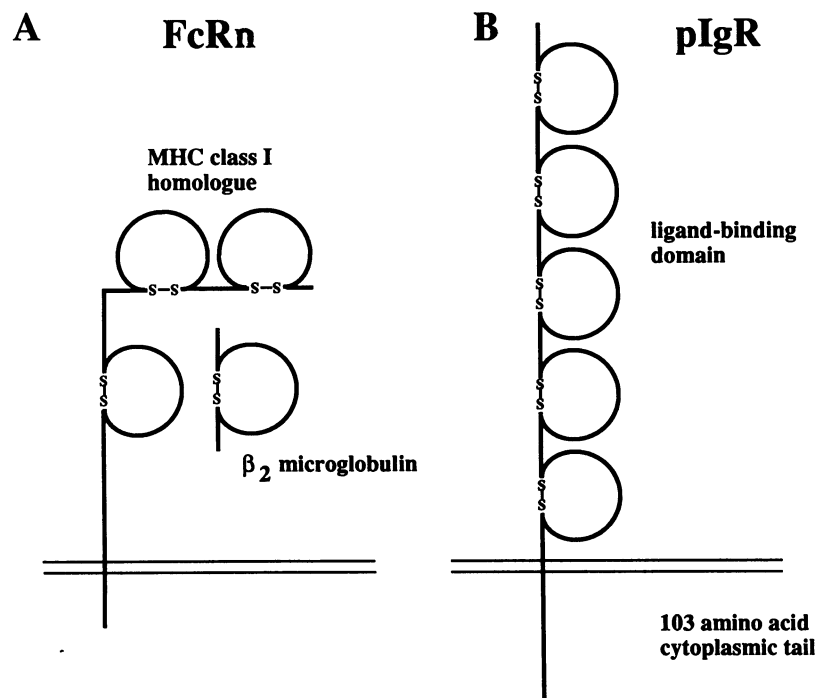 A
FcRn
MHC class I
homologue
S–S
S–S
S
S
S
S
β2 microglobulin
B
pIgR
S
S
S
S
ligand-binding
domain
S
S
S
S
S
S
103 amino acid
cytoplasmic tail